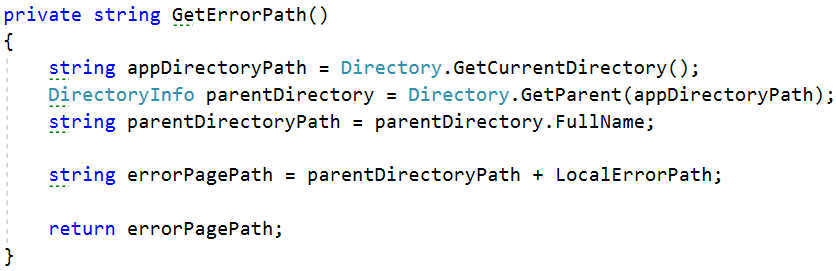 private string GetErrorPath()
{
    string appDirectoryPath = Directory.GetCurrentDirectory();
    DirectoryInfo parentDirectory = Directory.GetParent(appDirectoryPath);
    string parentDirectoryPath = parentDirectory.FullName;

    string errorPagePath = parentDirectoryPath + LocalErrorPath;

    return errorPagePath;
}